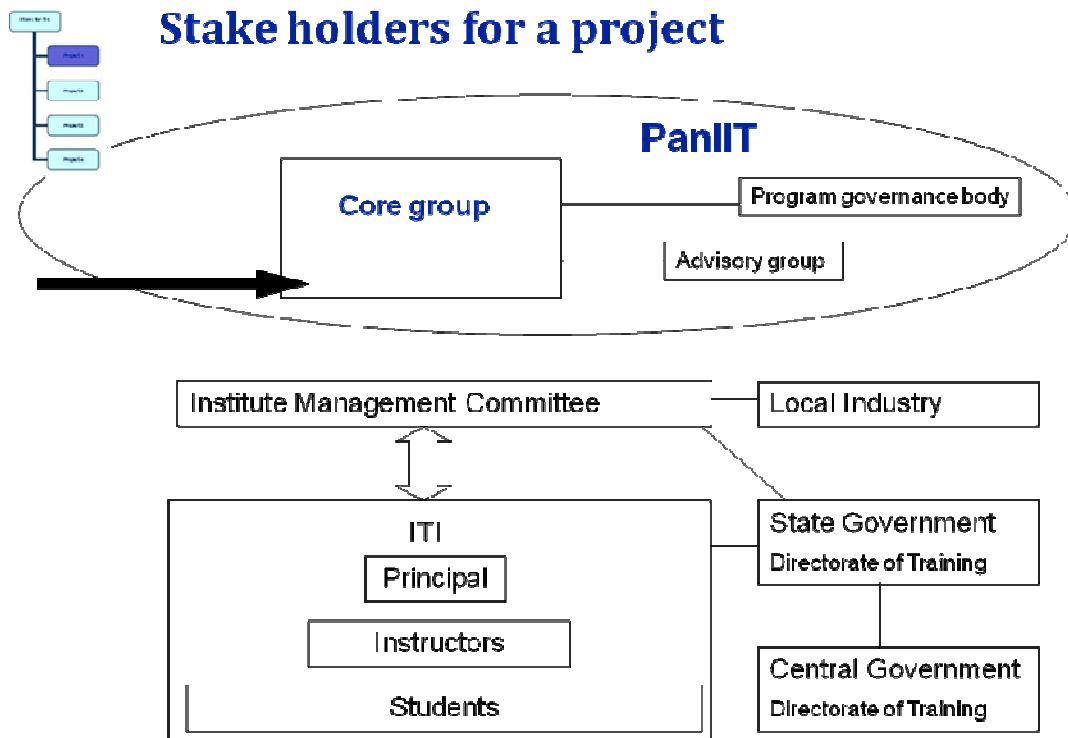 Stake holders for a project
PanIIT
Core group
Program governance body
Advisory group
Institute Management Committee
Local Industry
ITI
Principal
Instructors
Students
State Government
Directorate of Training
Central Government
Directorate of Training